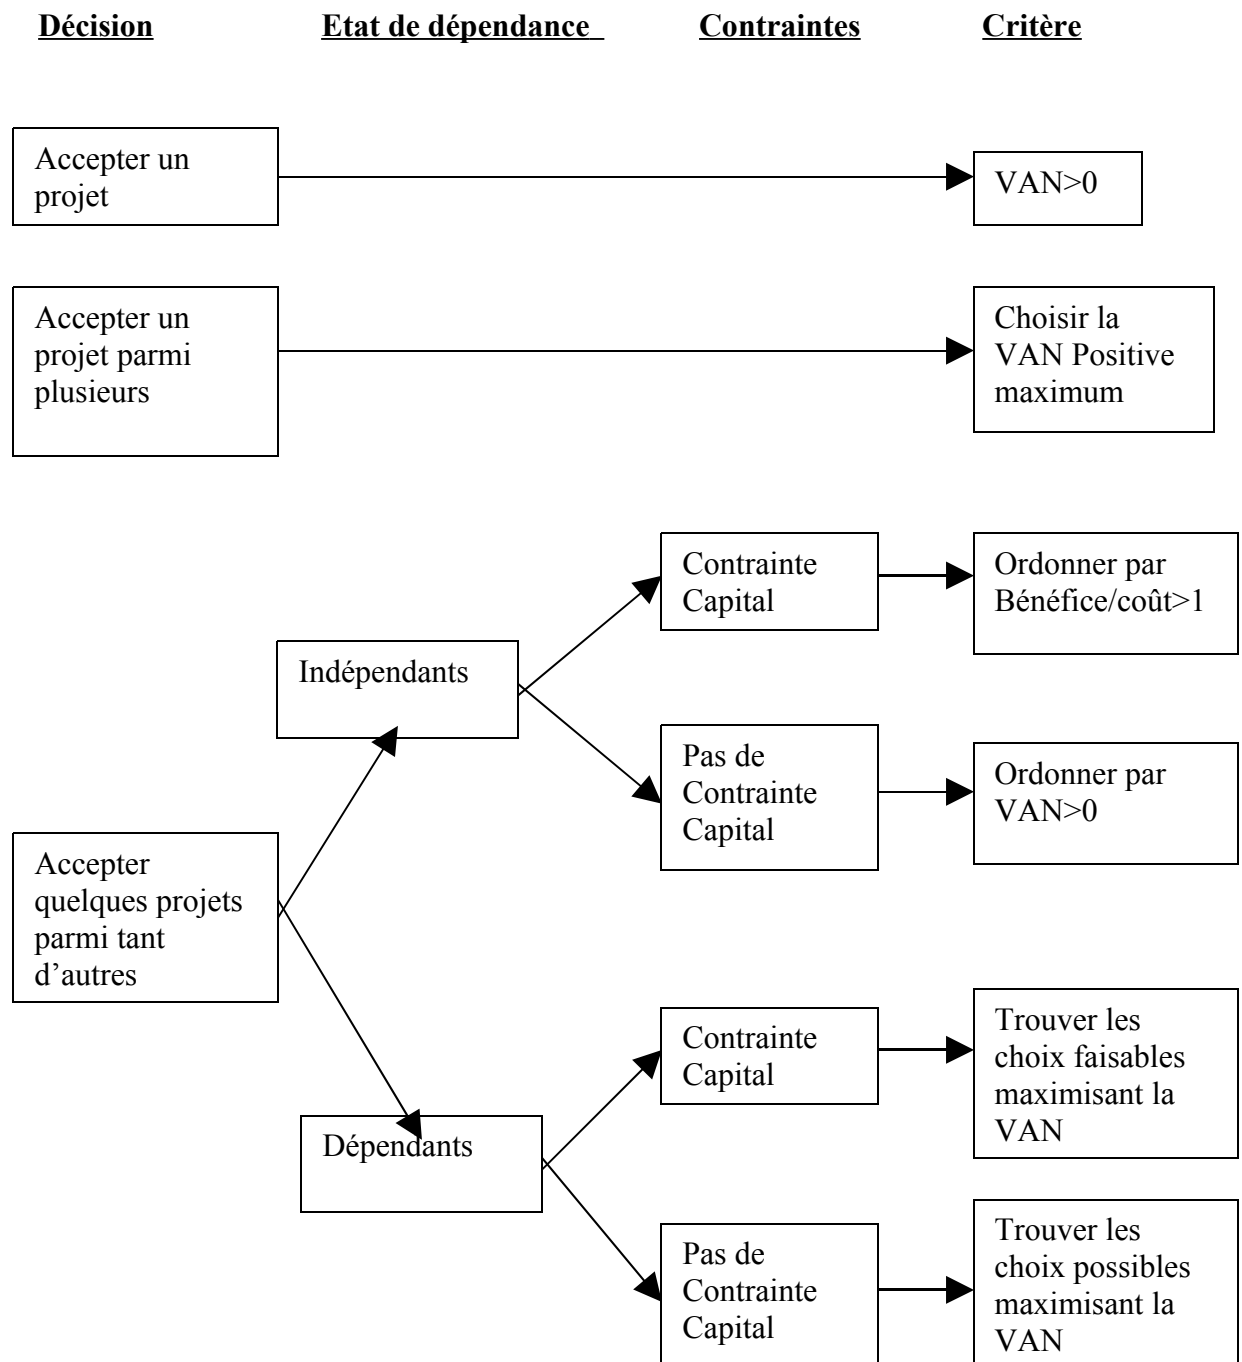 Décision
Etat de dépendance
Contraintes
Critère
Accepter un
projet
VAN>0
Accepter un
projet parmi
plusieurs
Choisir la
VAN Positive
maximum
Contrainte
Capital
Ordonner par
Bénéfice/coût>1
Indépendants
Pas de
Contrainte
Capital
Ordonner par
VAN>0
Accepter
quelques projets
parmi tant
d’autres
Contrainte
Capital
Trouver les
choix faisables
maximisant la
VAN
Dépendants
Pas de
Contrainte
Capital
Trouver les
choix possibles
maximisant la
VAN